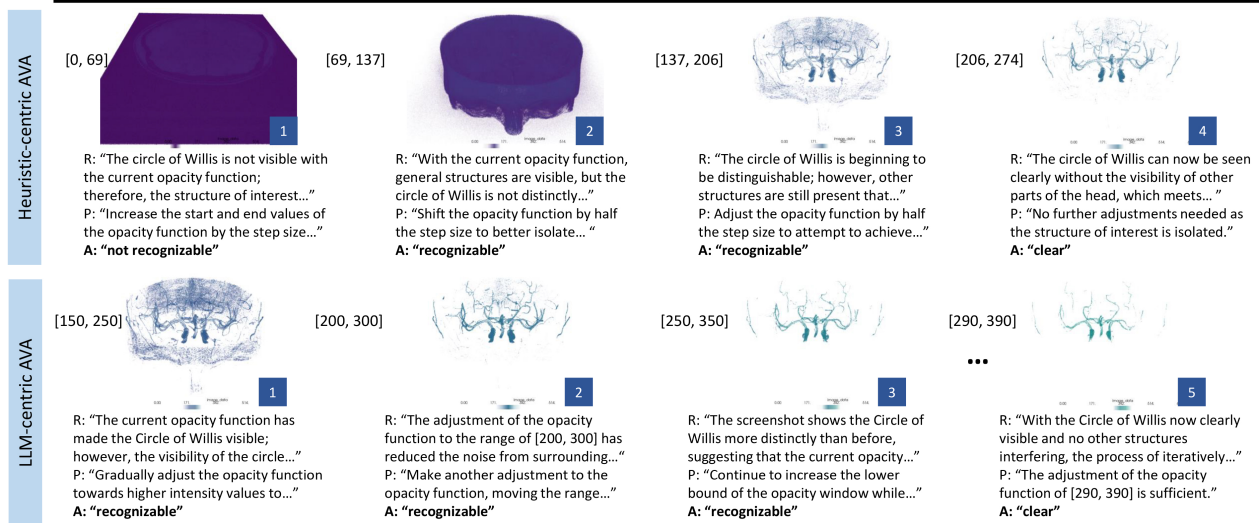 Heuristic-centric AVA
[0, 69]
1
R: “The circle of Willis is not visible with
the current opacity function;
therefore, the structure of interest…”
P: “Increase the start and end values of
the opacity function by the step size…”
A: “not recognizable”
[69, 137]
2
R: “With the current opacity function,
general structures are visible, but the
circle of Willis is not distinctly…”
P: “Shift the opacity function by half
the step size to better isolate… “
A: “recognizable”
[137, 206]
3
R: “The circle of Willis is beginning to
be distinguishable; however, other
structures are still present that…”
P: Adjust the opacity function by half
the step size to attempt to achieve…”
A: “recognizable”
[206, 274]
4
R: “The circle of Willis can now be seen
clearly without the visibility of other
parts of the head, which meets… ”
P: “No further adjustments needed as
the structure of interest is isolated.”
A: “clear”
LLM-centric AVA
[150, 250]
1
R: “The current opacity function has
made the Circle of Willis visible;
however, the visibility of the circle…”
P: “Gradually adjust the opacity function
towards higher intensity values to…”
A: “recognizable”
[200, 300]
2
R: “The adjustment of the opacity
function to the range of [200, 300] has
reduced the noise from surrounding…“
P: “Make another adjustment to the
opacity function, moving the range…”
A: “recognizable”
[250, 350]
3
R: “The screenshot shows the Circle of
Willis more distinctly than before,
suggesting that the current opacity…”
P: “Continue to increase the lower
bound of the opacity window while…”
A: “recognizable”
...
[290, 390]
5
R: “With the Circle of Willis now clearly
visible and no other structures
interfering, the process of iteratively…”
P: “The adjustment of the opacity
function of [290, 390] is sufficient.”
A: “clear”